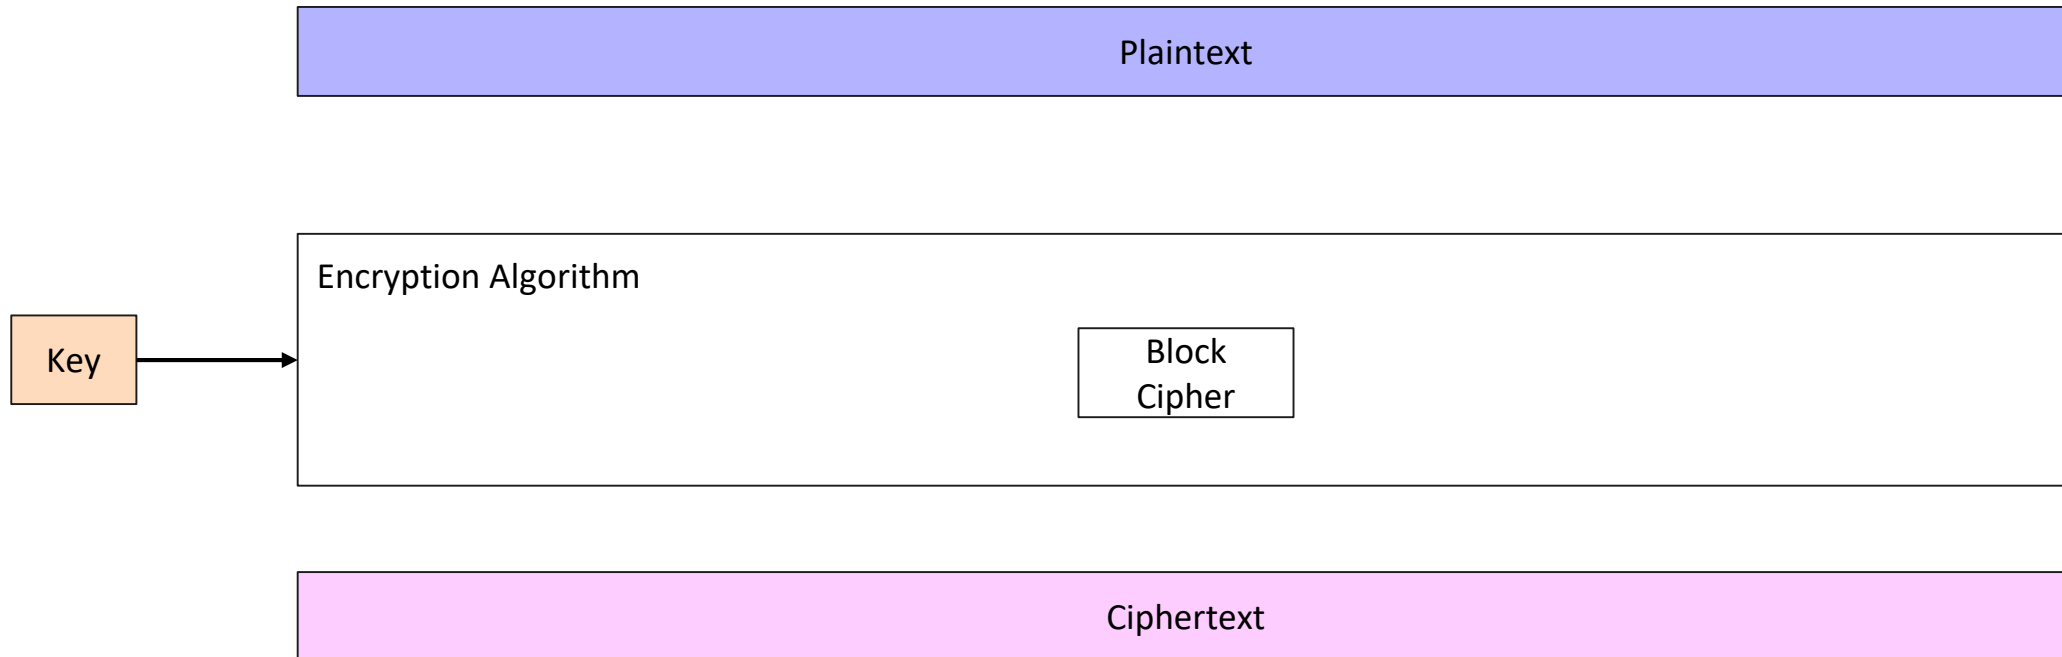 Plaintext
Encryption Algorithm
Key
Block
Cipher
Ciphertext